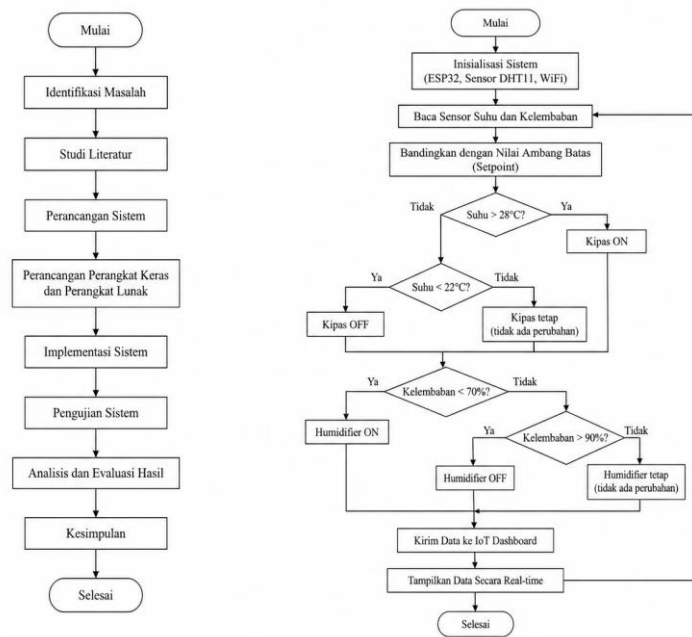 Mulai
Identifikasi Masalah
Studi Literatur
Perancangan Sistem
Perancangan Perangkat Keras
dan Perangkat Lunak
Implementasi Sistem
Pengujian Sistem
Analisis dan Evaluasi Hasil
Kesimpulan
Selesai
Mulai
Inisialisasi Sistem
(ESP32, Sensor DHT11, WiFi)
Baca Sensor Suhu dan Kelembaban
Bandingkan dengan Nilai Ambang Batas
(Setpoint)
Tidak
Suhu > 28°C?
Ya
Kipas ON
Ya
Suhu < 22°C?
Tidak
Kipas OFF
Kipas tetap
(tidak ada perubahan)
Ya
Kelembaban < 70%?
Tidak
Humidifier ON
Ya
Kelembaban > 90%?
Tidak
Humidifier OFF
Humidifier tetap
(tidak ada perubahan)
Kirim Data ke IoT Dashboard
Tampilkan Data Secara Real-time
Selesai